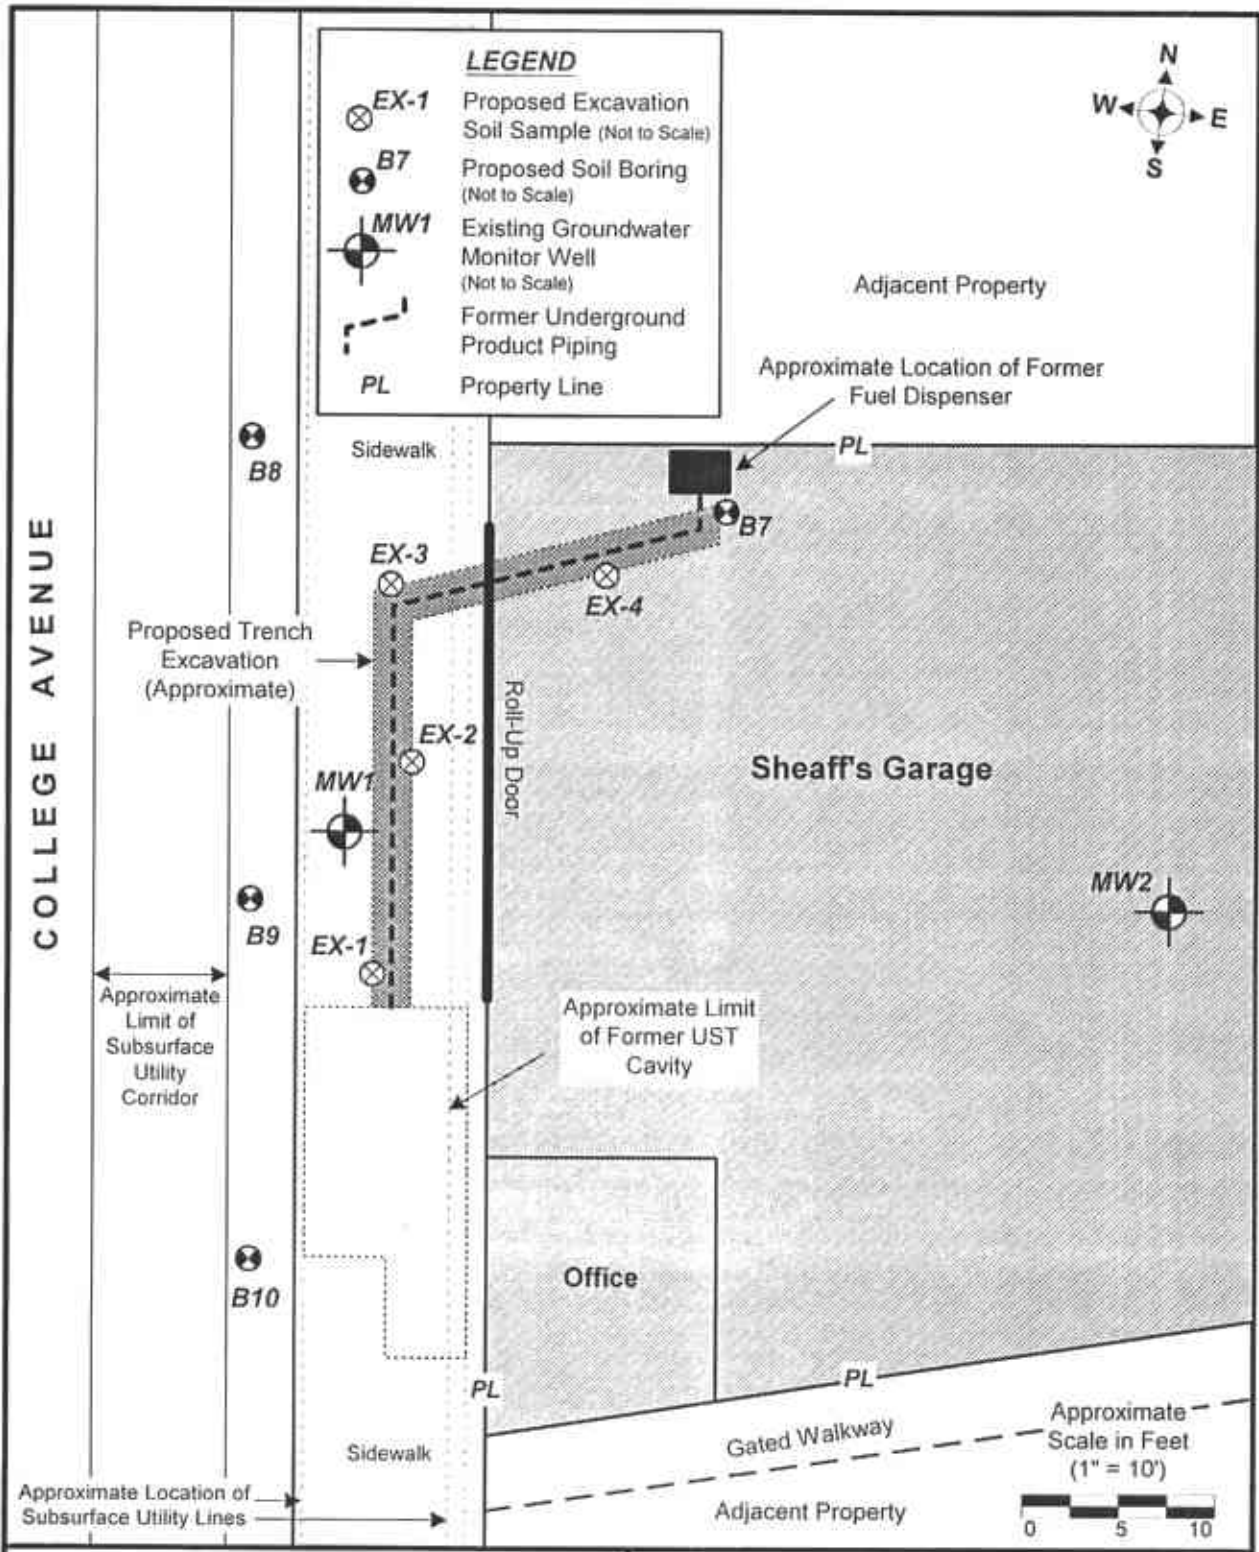 LEGEND
EX-1
Proposed Excavation
Soil Sample (Not to Scale)
B7
Proposed Soil Boring
(Not to Scale)
MW1
Existing Groundwater
Monitor Well
(Not to Scale)
Former Underground
Product Piping
PL
Property Line
N
W
E
S
Adjacent Property
Approximate Location of Former
Fuel Dispenser
Sidewalk
PL
B8
B7
EX-3
EX-4
COLLEGE AVENUE
Proposed Trench
Excavation
(Approximate)
Roll-Up Door
EX-2
Sheaff's Garage
MW1
MW2
B9
EX-1
Approximate
Limit of
Subsurface
Utility
Corridor
Approximate Limit
of Former UST
Cavity
Office
B10
PL
PL
Gated Walkway
Approximate
Scale in Feet
(1" = 10')
Sidewalk
Approximate Location of
Subsurface Utility Lines
Adjacent Property
0 5 10